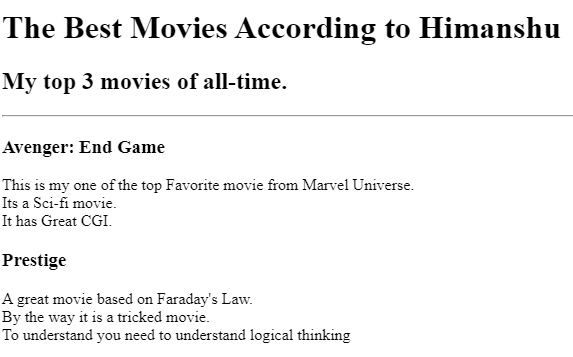 The Best Movies According to Himanshu
My top 3 movies of all-time.
Avenger: End Game
This is my one of the top Favorite movie from Marvel Universe.
Its a Sci-fi movie.
It has Great CGI.
Prestige
A great movie based on Faraday's Law.
By the way it is a tricked movie.
To understand you need to understand logical thinking